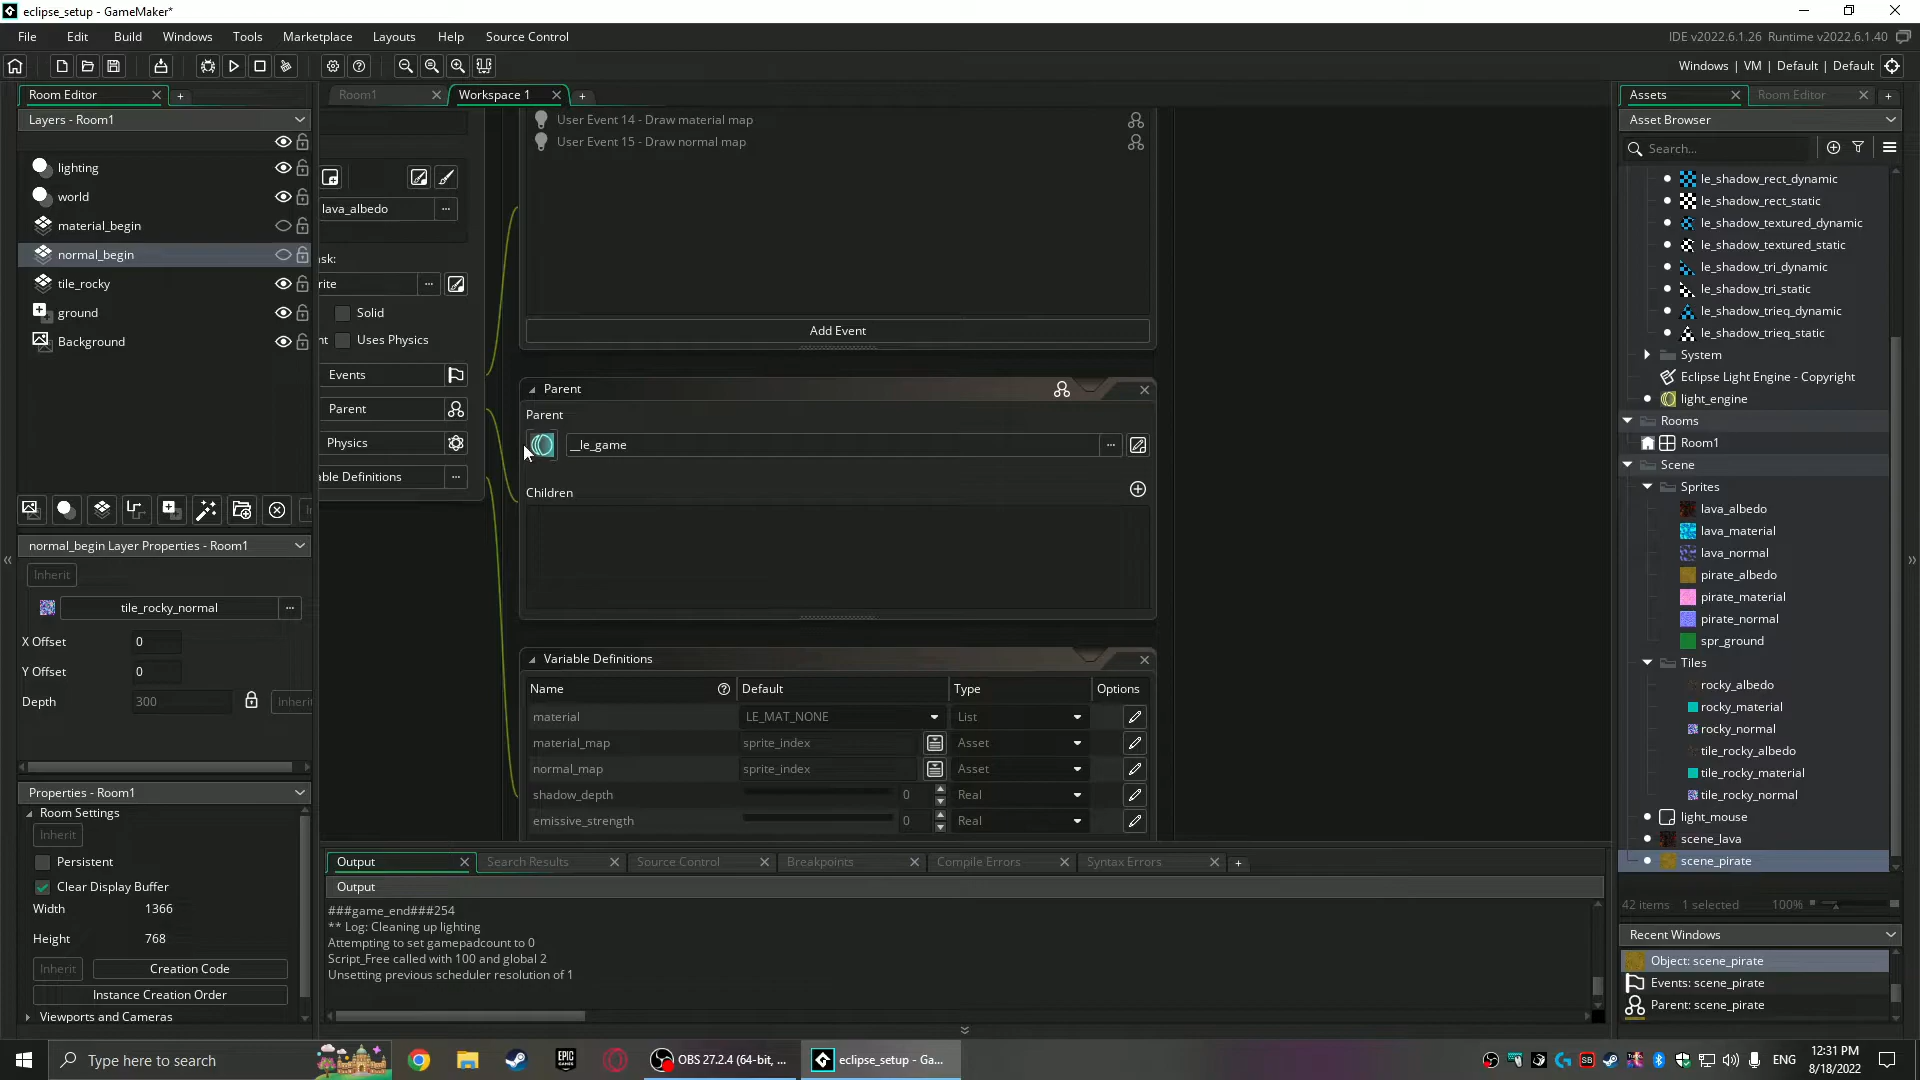 eclipse_setup - GameMaker*
File Edit Build Windows Tools Marketplace Layouts Help Source Control
IDE v2022.6.1.26 Runtime v2022.6.1.40
Windows | VM | Default | Default
Room Editor
Layers - Room1
lighting
world
material_begin
normal_begin
tile_rocky
ground
Background
normal_begin Layer Properties - Room1
Inherit
tile_rocky_normal
X Offset 0
Y Offset 0
Depth 300 Inheri
Properties - Room1
Room Settings
Inherit
Persistent
Clear Display Buffer
Width 1366
Height 768
Inherit Creation Code
Instance Creation Order
Viewports and Cameras
Room1 Workspace 1
lava_albedo
ask:
rite
Solid
nt Uses Physics
Events
Parent
Physics
able Definitions
User Event 14 - Draw material map
User Event 15 - Draw normal map
Add Event
Parent
Parent
__le_game
Children
Variable Definitions
Name Default Type Options
material LE_MAT_NONE List
material_map sprite_index Asset
normal_map sprite_index Asset
shadow_depth 0 Real
emissive_strength 0 Real
Output Search Results Source Control Breakpoints Compile Errors Syntax Errors
Output
###game_end###254
** Log: Cleaning up lighting
Attempting to set gamepadcount to 0
Script_Free called with 100 and global 2
Unsetting previous scheduler resolution of 1
Assets Room Editor
Asset Browser
Search...
le_shadow_rect_dynamic
le_shadow_rect_static
le_shadow_textured_dynamic
le_shadow_textured_static
le_shadow_tri_dynamic
le_shadow_tri_static
le_shadow_trieq_dynamic
le_shadow_trieq_static
System
Eclipse Light Engine - Copyright
light_engine
Rooms
Room1
Scene
Sprites
lava_albedo
lava_material
lava_normal
pirate_albedo
pirate_material
pirate_normal
spr_ground
Tiles
rocky_albedo
rocky_material
rocky_normal
tile_rocky_albedo
tile_rocky_material
tile_rocky_normal
light_mouse
scene_lava
scene_pirate
42 items 1 selected 100%
Recent Windows
Object: scene_pirate
Events: scene_pirate
Parent: scene_pirate
Type here to search
EPIC
OBS 27.2.4 (64-bit, ...
eclipse_setup - Ga...
SB
ENG
12:31 PM
8/18/2022